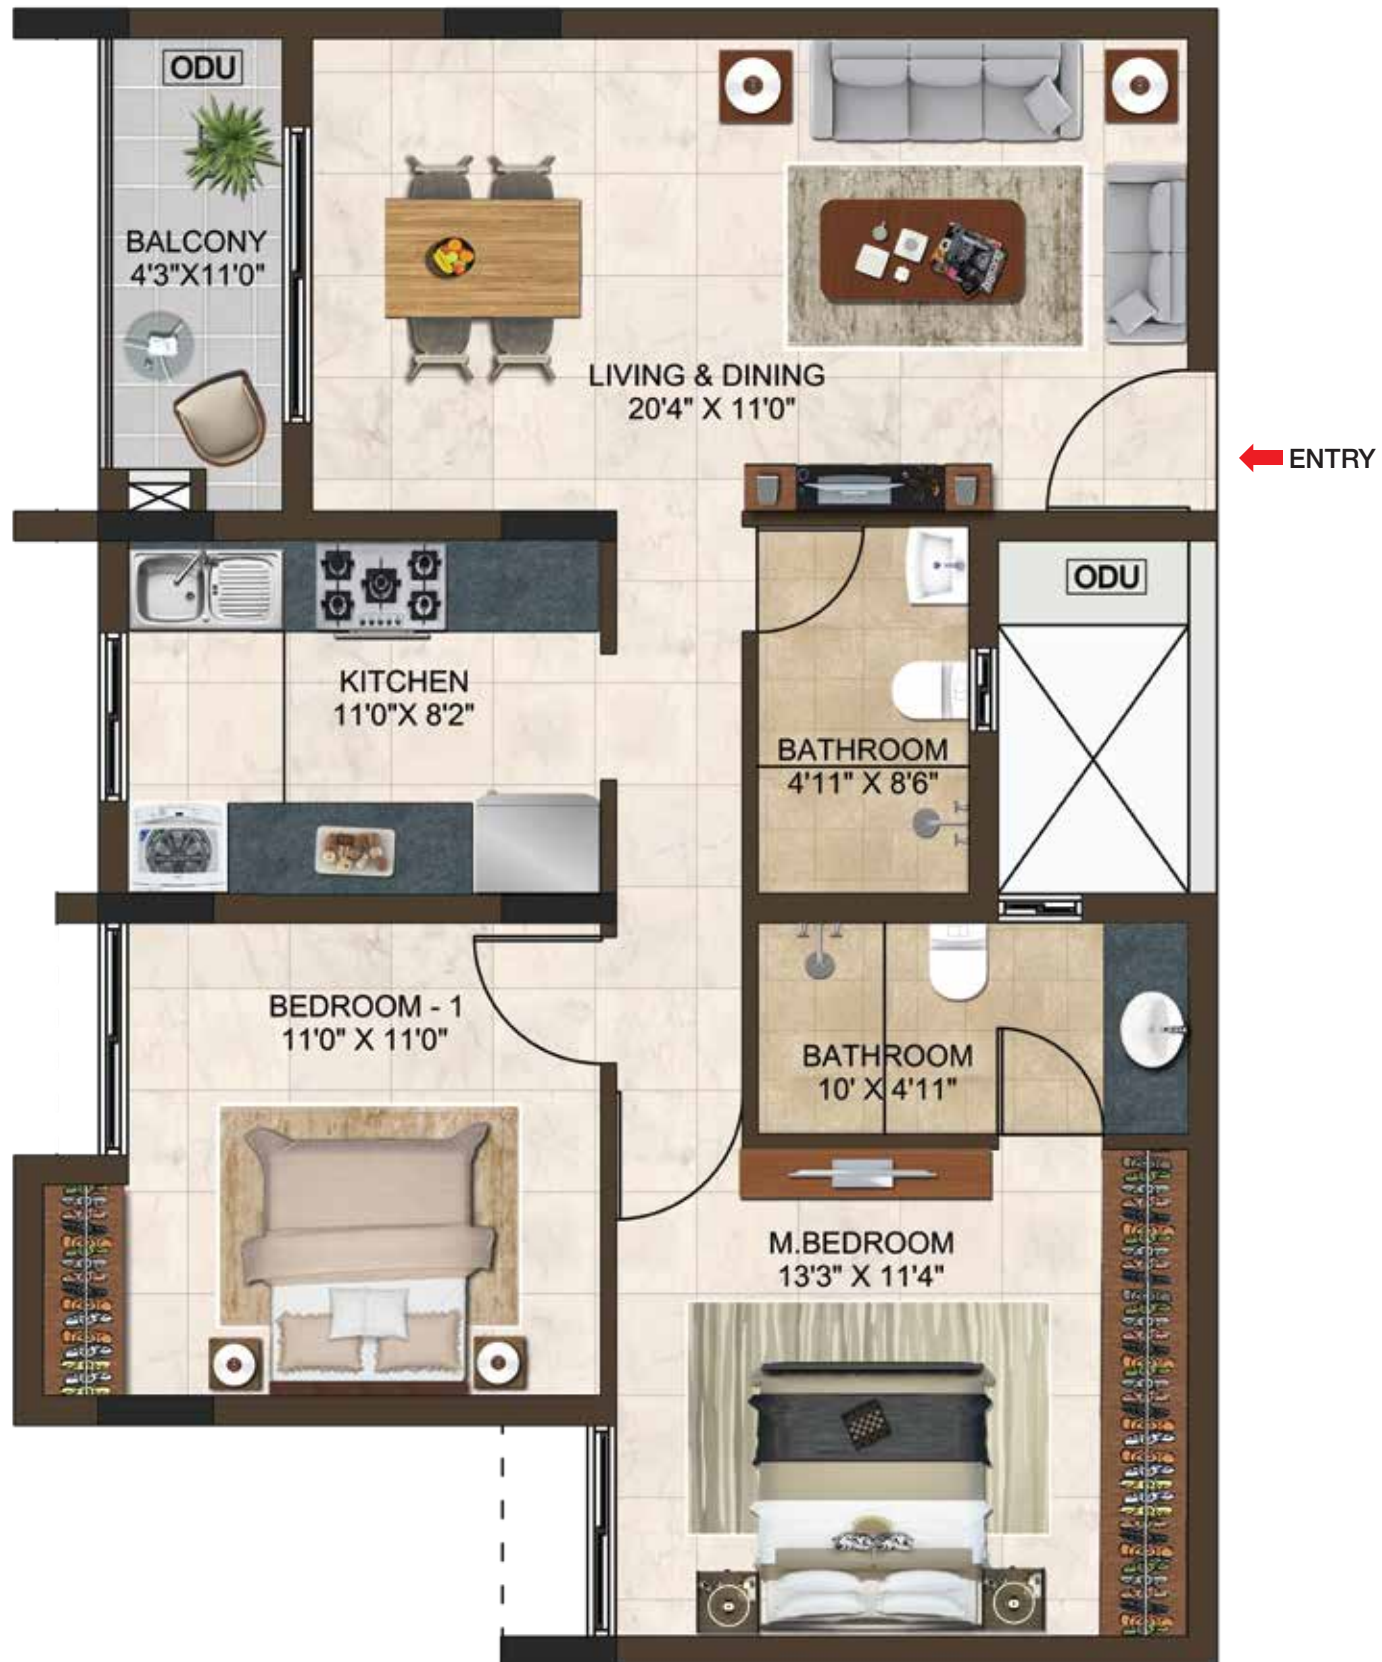 ODU
BALCONY
4'3"X11'0"
LIVING & DINING
20'4" X 11'0"
ENTRY
KITCHEN
11'0"X 8'2"
ODU
BATHROOM
4'11" X 8'6"
BEDROOM - 1
11'0" X 11'0"
BATHROOM
10' X 4'11"
M.BEDROOM
13'3" X 11'4"